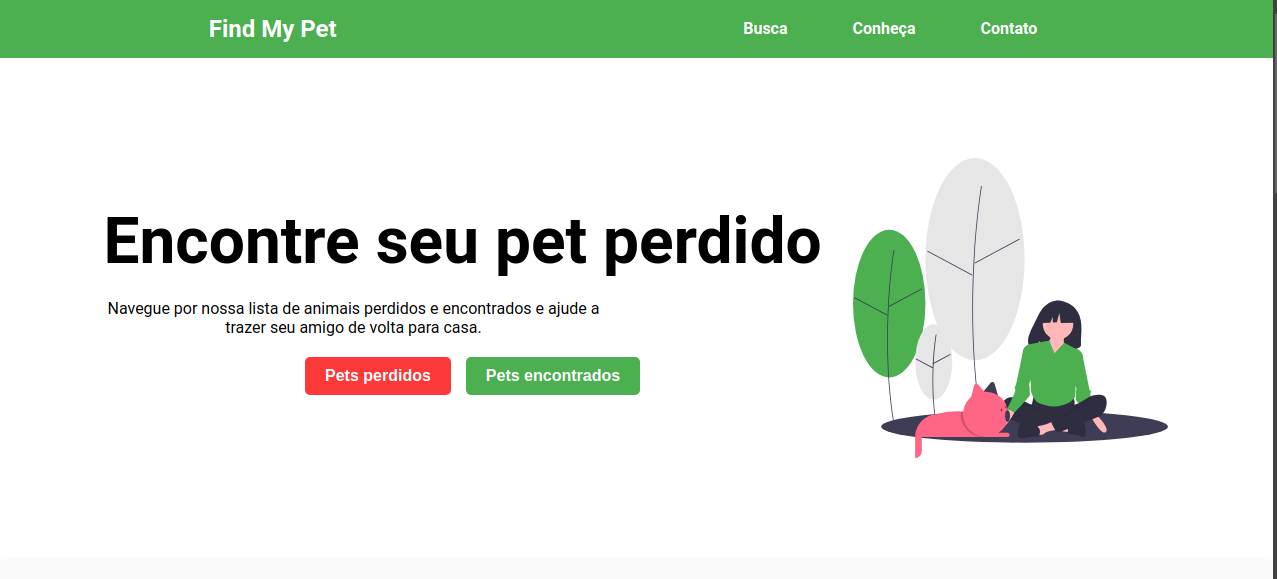 Find My Pet
Busca
Conheça
Contato
Encontre seu pet perdido
Navegue por nossa lista de animais perdidos e encontrados e ajude a
trazer seu amigo de volta para casa.
Pets perdidos
Pets encontrados